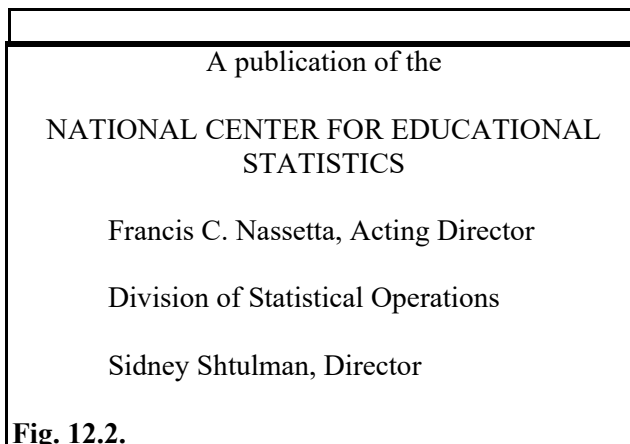 A publication of the
NATIONAL CENTER FOR EDUCATIONAL
STATISTICS
Francis C. Nassetta, Acting Director
Division of Statistical Operations
Sidney Shtulman, Director
Fig. 12.2.